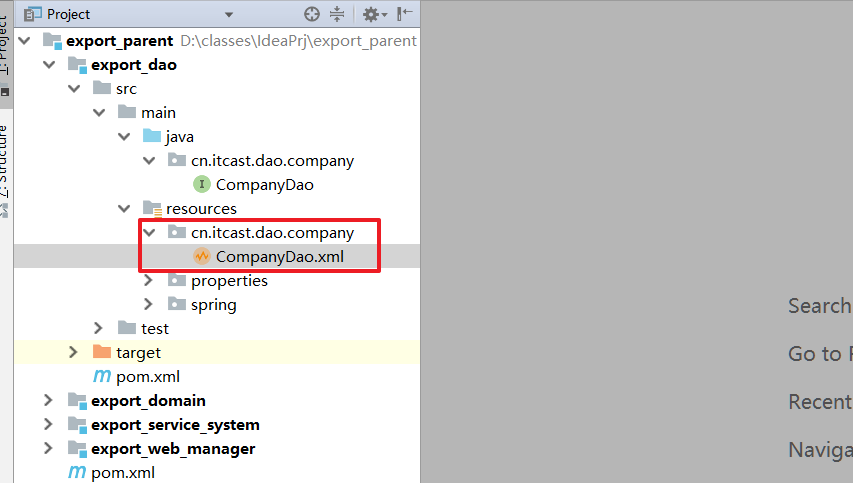 Project
1: Project
export_parent D:\classes\IdeaPrj\export_parent
export_dao
src
main
java
cn.itcast.dao.company
I CompanyDao
resources
cn.itcast.dao.company
CompanyDao.xml
properties
spring
test
target
m pom.xml
export_domain
export_service_system
export_web_manager
m pom.xml
7: Structure
Search
Go to
Recent
Naviga